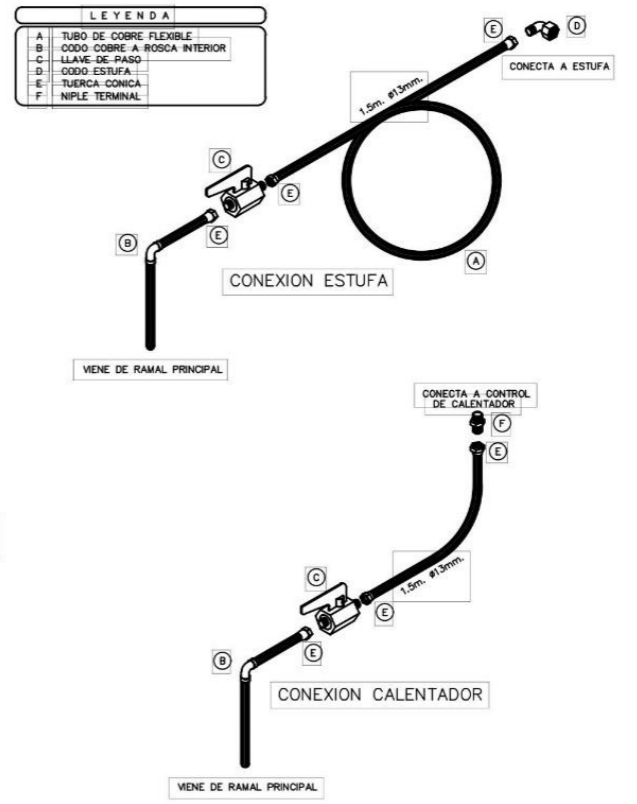 LEYENDA
A TUBO DE COBRE FLEXIBLE
B CODO COBRE A ROSCA INTERIOR
C LLAVE DE PASO
D CODO ESTUFA
E TUERCA CONICA
F NIPLE TERMINAL
E
D
CONECTA A ESTUFA
1.5m. ø13mm.
C
E
B
E
A
CONEXION ESTUFA
VIENE DE RAMAL PRINCIPAL
CONECTA A CONTROL
DE CALENTADOR
F
E
1.5m. ø13mm.
C
E
B
E
CONEXION CALENTADOR
VIENE DE RAMAL PRINCIPAL